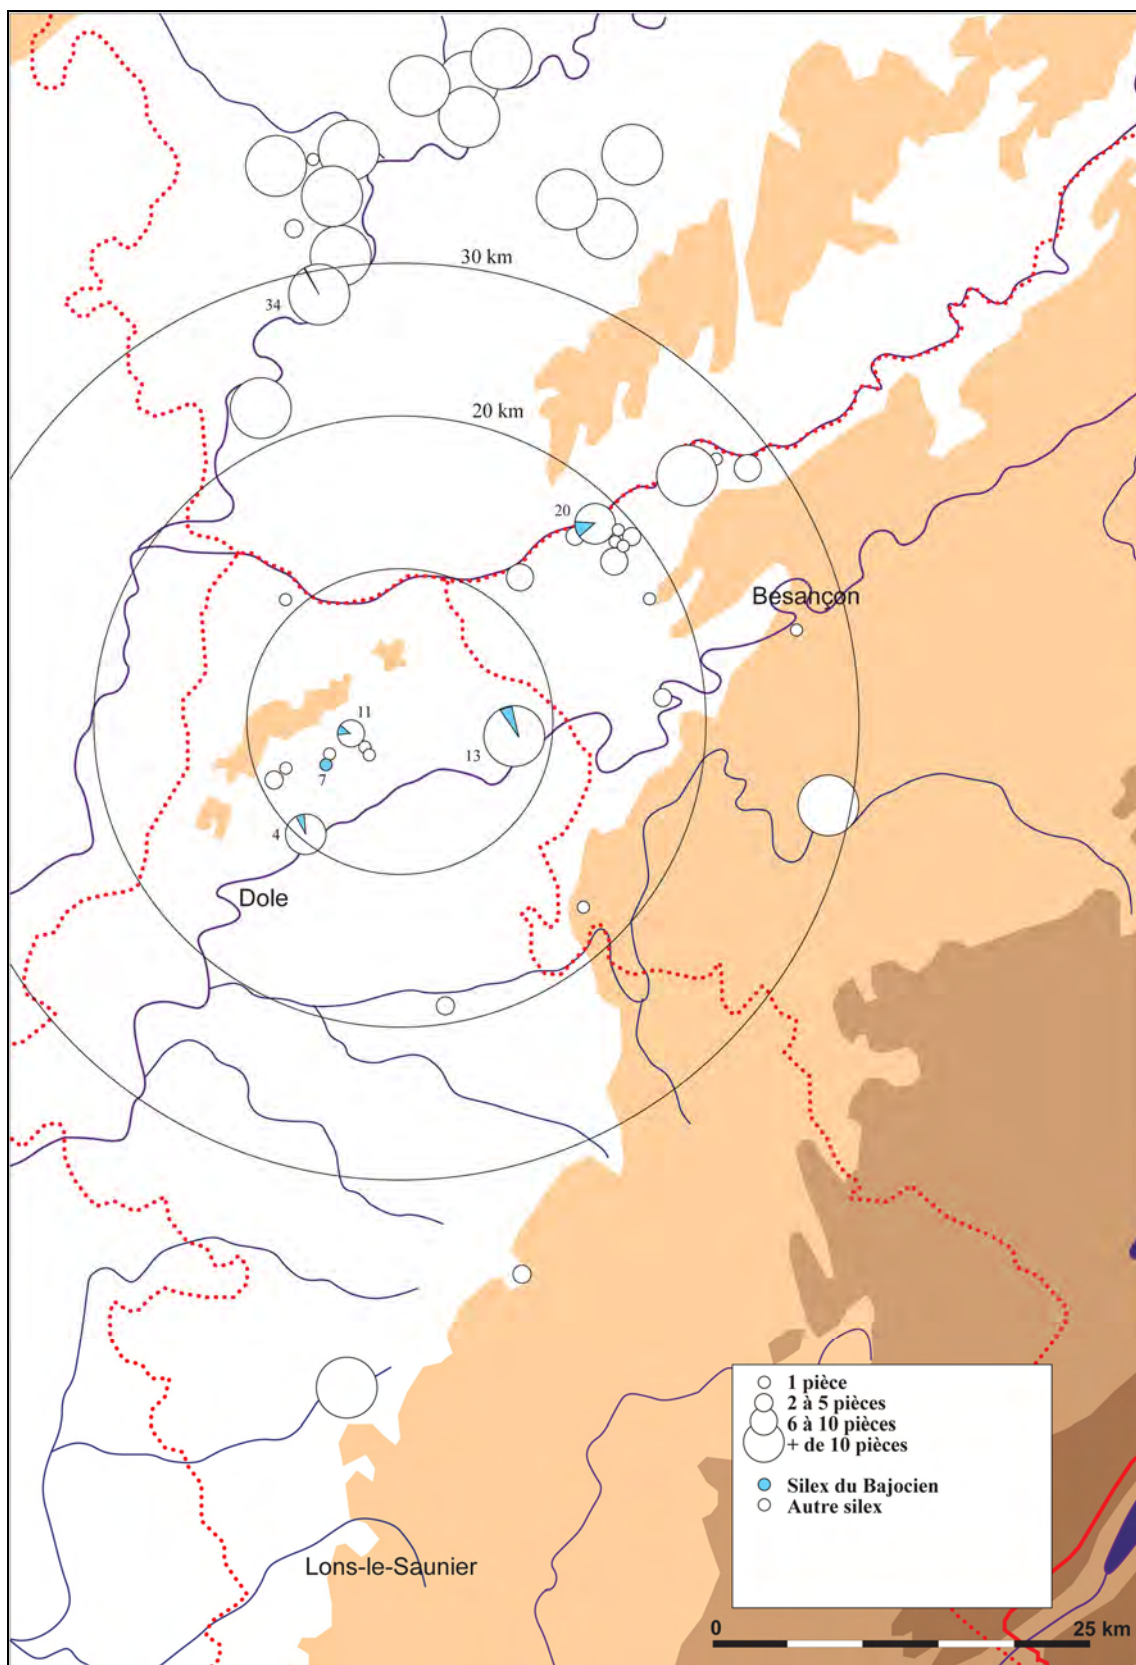 30 km
34
20 km
20
Besançon
11
13
7
4
Dole
1 pièce
2 à 5 pièces
6 à 10 pièces
+ de 10 pièces
Silex du Bajocien
Autre silex
Lons-le-Saunier
0 25 km